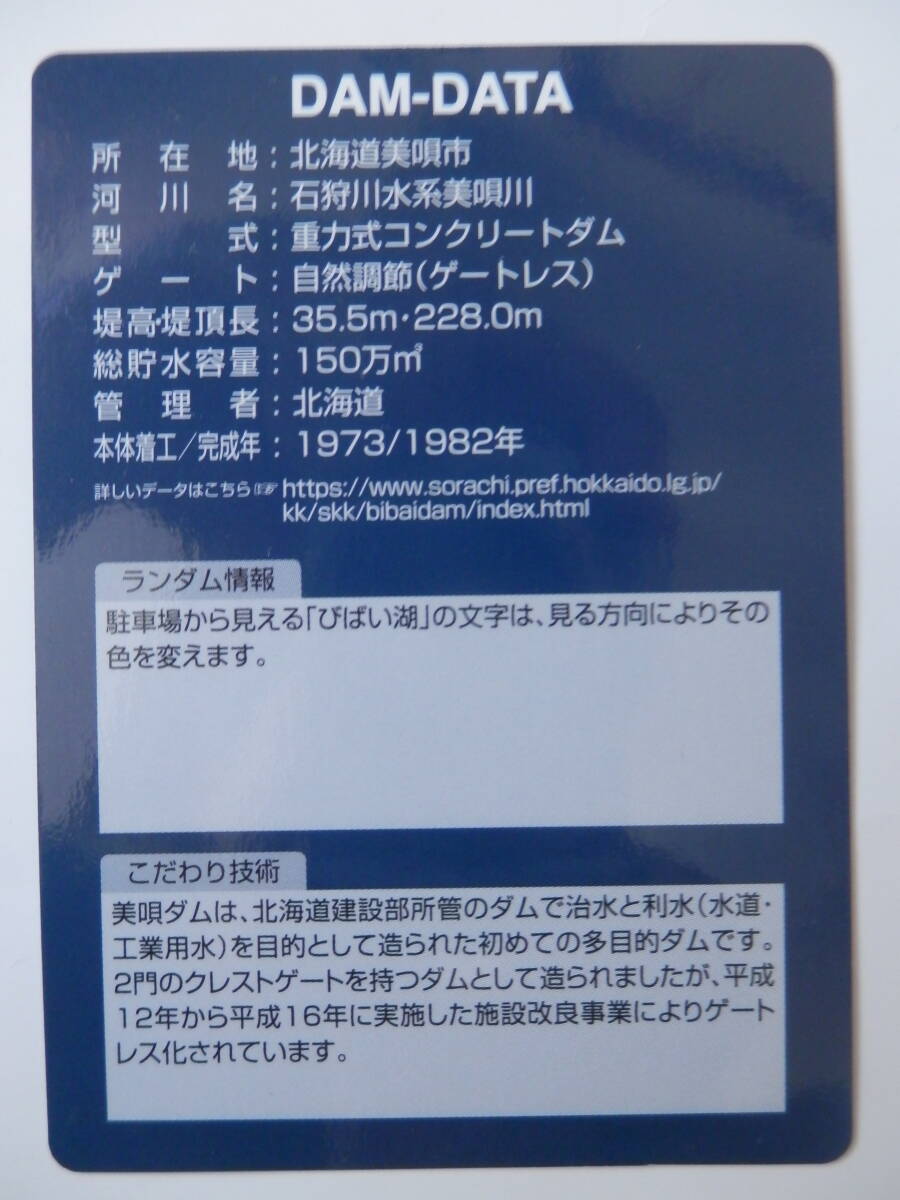 DAM-DATA
所在地：北海道美唄市
河川名：石狩川水系美唄川
型式：重力式コンクリートダム
ゲート：自然調節（ゲートレス）
堤高・堤頂長：35.5m・228.0m
総貯水容量：150万㎥
管理者：北海道
本体着工／完成年：1973/1982年
詳しいデータはこちら☞ https://www.sorachi.pref.hokkaido.lg.jp/
kk/skk/bibaidam/index.html
ランダム情報
駐車場から見える「びばい湖」の文字は、見る方向によりその
色を変えます。
こだわり技術
美唄ダムは、北海道建設部所管のダムで治水と利水（水道・
工業用水）を目的として造られた初めての多目的ダムです。
2門のクレストゲートを持つダムとして造られましたが、平成
12年から平成16年に実施した施設改良事業によりゲート
レス化されています。